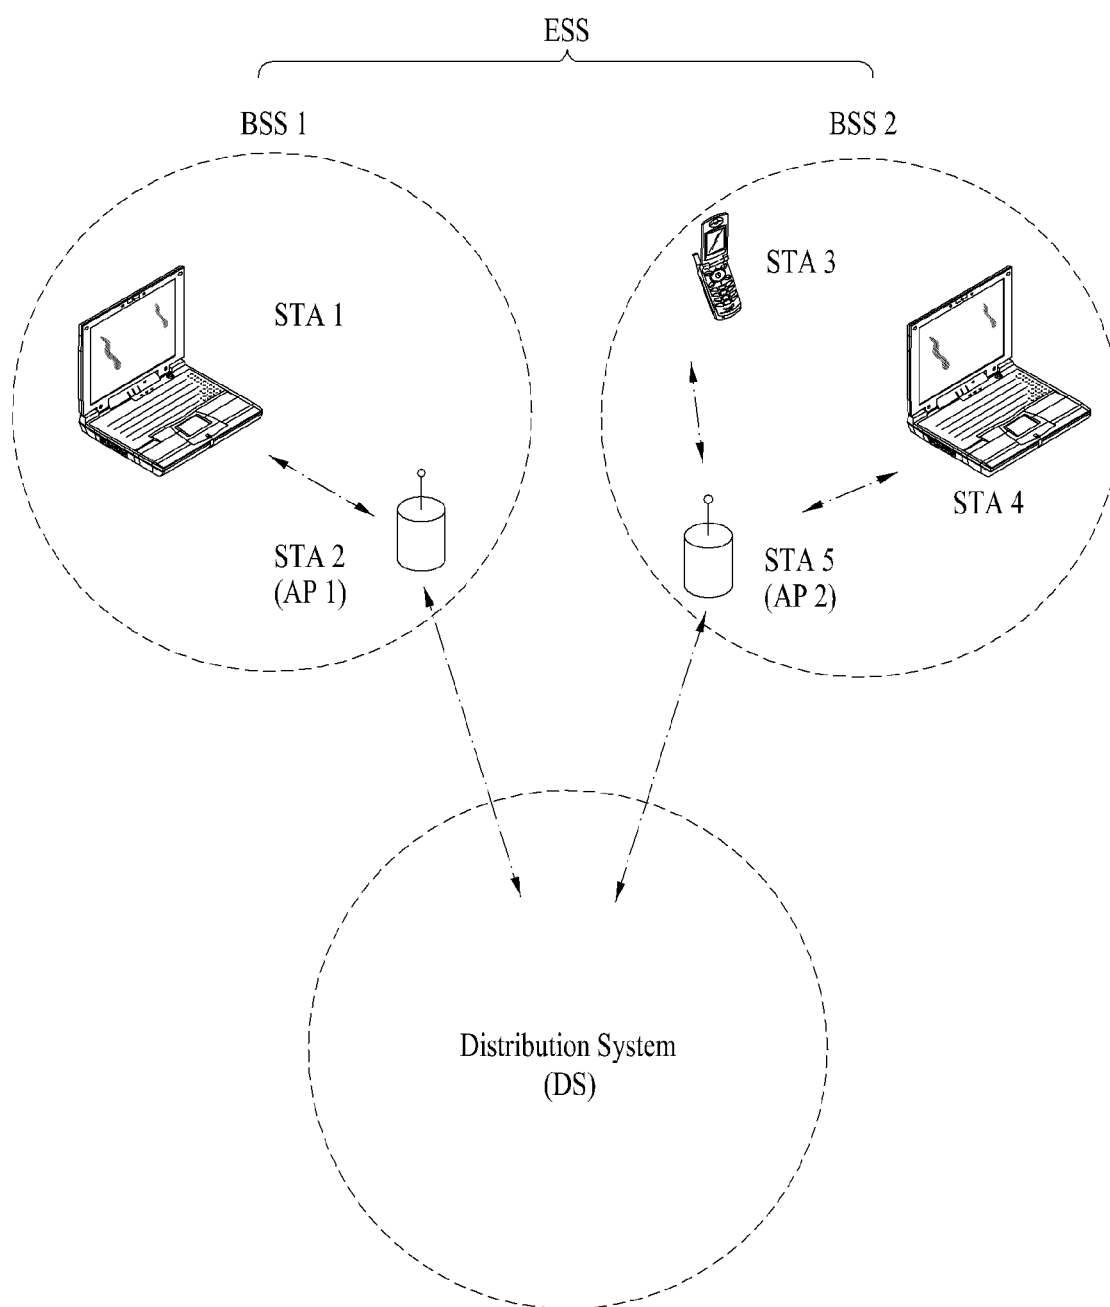 ESS
BSS 1
BSS 2
STA 1
STA 2
(AP 1)
STA 3
STA 4
STA 5
(AP 2)
Distribution System
(DS)